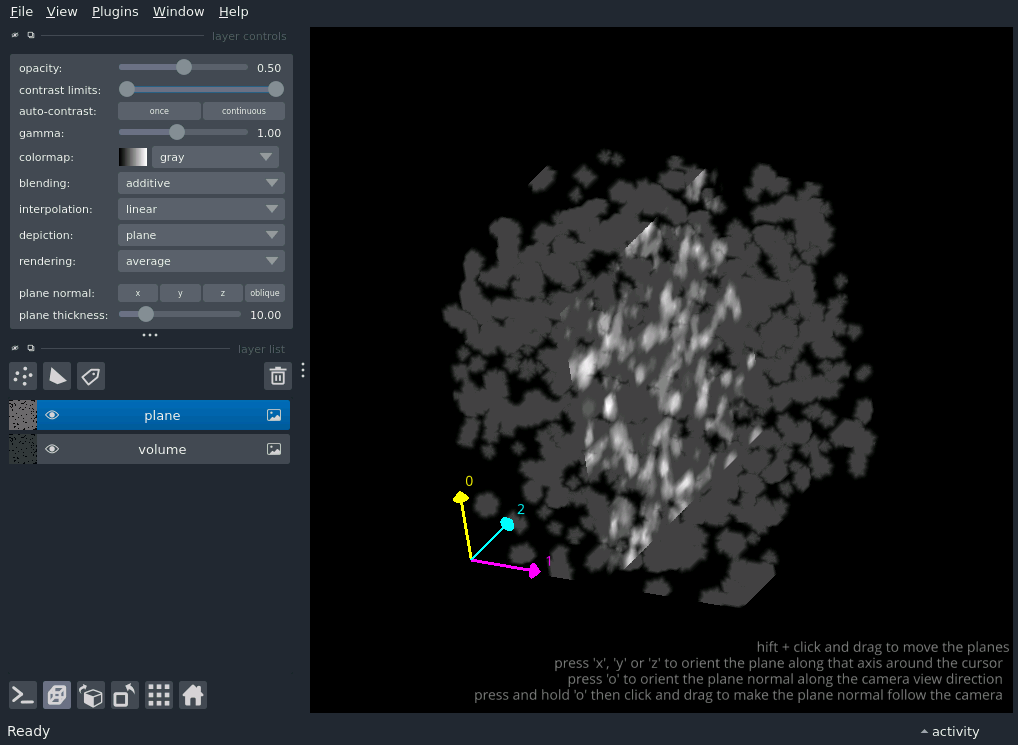 File View Plugins Window Help
layer controls
opacity: 0.50
contrast limits:
auto-contrast: once continuous
gamma: 1.00
colormap: gray
blending: additive
interpolation: linear
depiction: plane
rendering: average
plane normal: x y z oblique
plane thickness: 10.00
layer list
plane
volume
0
2
1
hift + click and drag to move the planes
press 'x', 'y' or 'z' to orient the plane along that axis around the cursor
press 'o' to orient the plane normal along the camera view direction
press and hold 'o' then click and drag to make the plane normal follow the camera
Ready activity